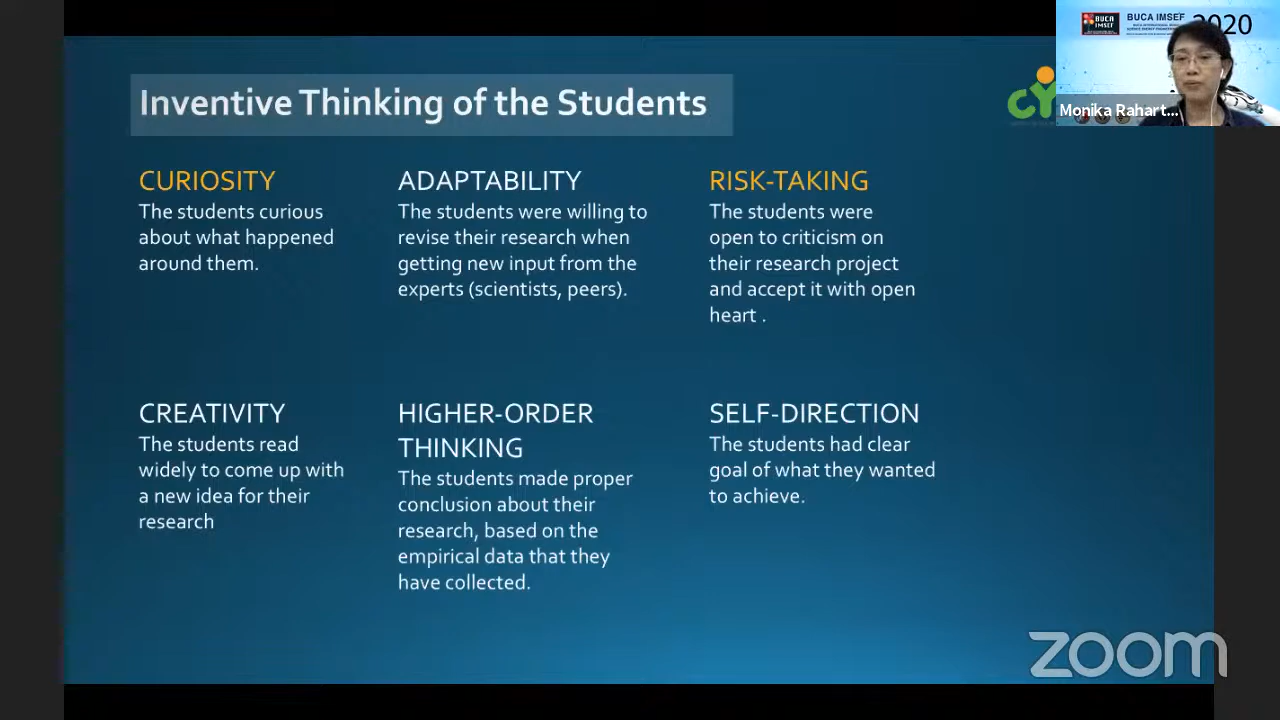 Inventive Thinking of the Students
CURIOSITY
The students curious
about what happened
around them.
ADAPTABILITY
The students were willing to
revise their research when
getting new input from the
experts (scientists, peers).
RISK-TAKING
The students were
open to criticism on
their research project
and accept it with open
heart .
CREATIVITY
The students read
widely to come up with
a new idea for their
research
HIGHER-ORDER
THINKING
The students made proper
conclusion about their
research, based on the
empirical data that they
have collected.
SELF-DIRECTION
The students had clear
goal of what they wanted
to achieve.
BUCA
IMSEF
BUCA IMSEF
2020
Monika Rahart...
zoom